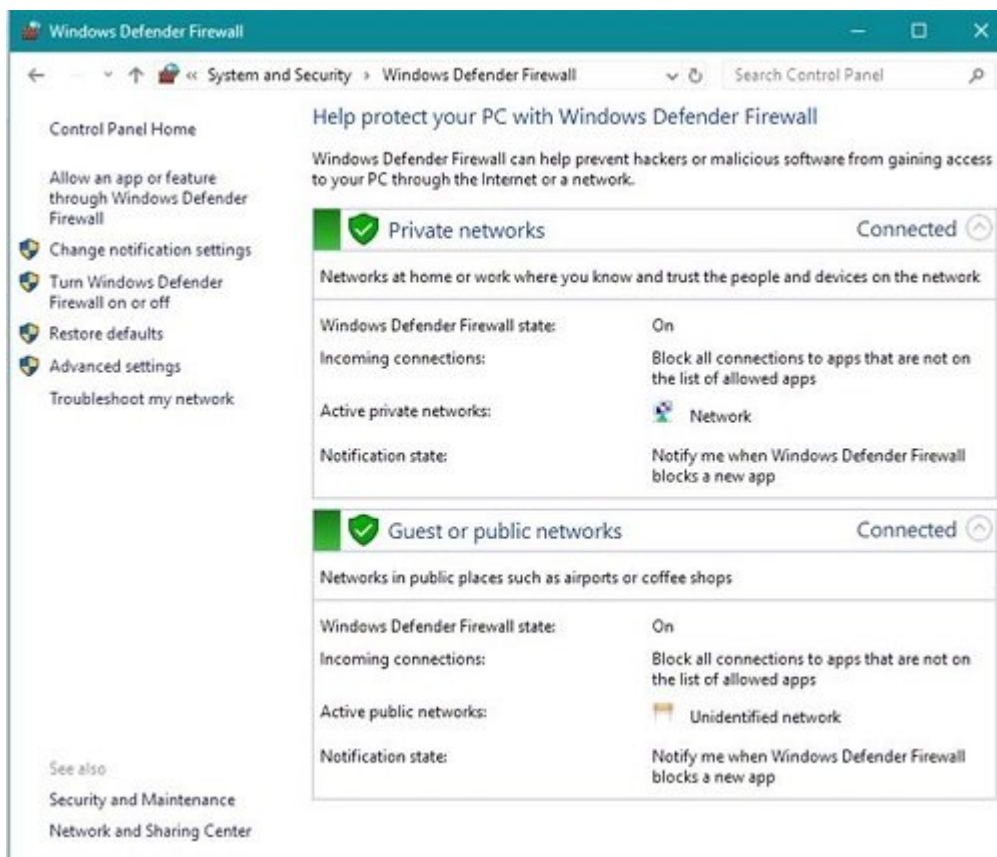 Windows Defender Firewall
« System and Security › Windows Defender Firewall
Search Control Panel
Control Panel Home
Allow an app or feature
through Windows Defender
Firewall
Change notification settings
Turn Windows Defender
Firewall on or off
Restore defaults
Advanced settings
Troubleshoot my network
See also
Security and Maintenance
Network and Sharing Center
Help protect your PC with Windows Defender Firewall
Windows Defender Firewall can help prevent hackers or malicious software from gaining access
to your PC through the Internet or a network.
Private networks Connected
Networks at home or work where you know and trust the people and devices on the network
Windows Defender Firewall state: On
Incoming connections: Block all connections to apps that are not on
the list of allowed apps
Active private networks: Network
Notification state: Notify me when Windows Defender Firewall
blocks a new app
Guest or public networks Connected
Networks in public places such as airports or coffee shops
Windows Defender Firewall state: On
Incoming connections: Block all connections to apps that are not on
the list of allowed apps
Active public networks: Unidentified network
Notification state: Notify me when Windows Defender Firewall
blocks a new app